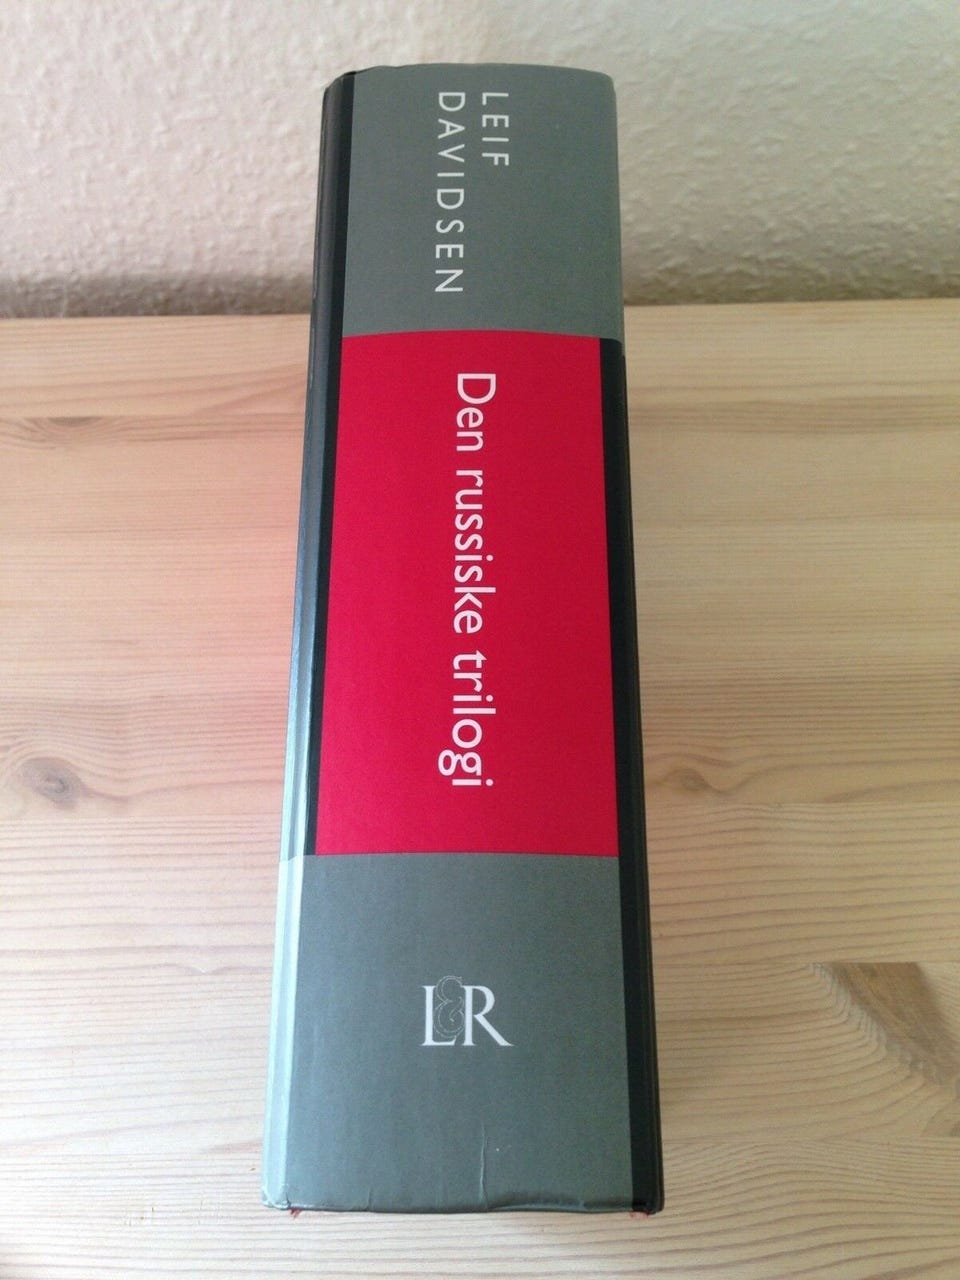 LEIF
DAVIDSEN
Den russiske trilogi
L&R